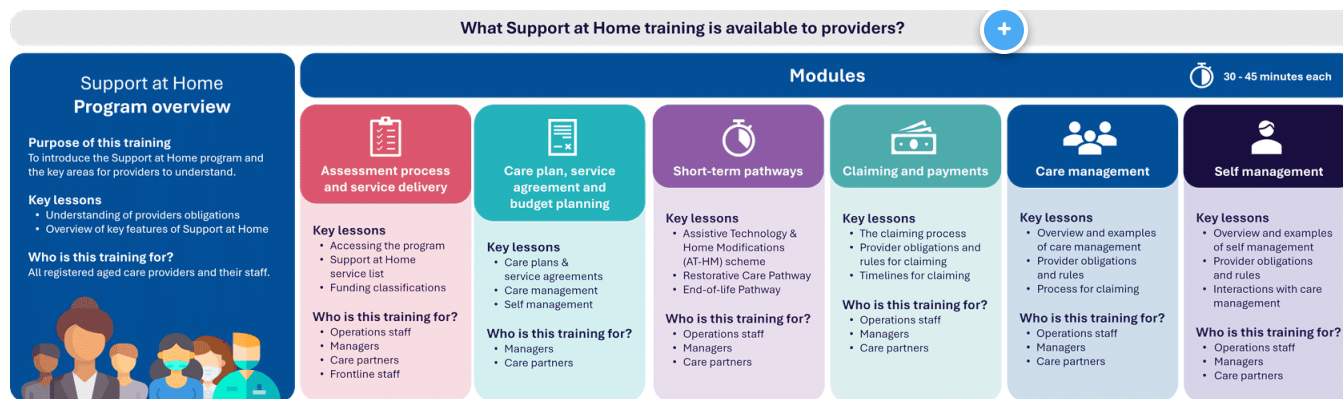 What Support at Home training is available to providers?
Support at Home
Program overview
Purpose of this training
To introduce the Support at Home program and
the key areas for providers to understand.
Key lessons
• Understanding of providers obligations
• Overview of key features of Support at Home
Who is this training for?
All registered aged care providers and their staff.
Modules
30 - 45 minutes each
Assessment process
and service delivery
Key lessons
• Accessing the program
• Support at Home
service list
• Funding classifications
Who is this training for?
• Operations staff
• Managers
• Care partners
• Frontline staff
Care plan, service
agreement and
budget planning
Key lessons
• Care plans &
service agreements
• Care management
• Self management
Who is this training for?
• Managers
• Care partners
Short-term pathways
Key lessons
• Assistive Technology &
Home Modifications
(AT-HM) scheme
• Restorative Care Pathway
• End-of-life Pathway
Who is this training for?
• Operations staff
• Managers
• Care partners
Claiming and payments
Key lessons
• The claiming process
• Provider obligations and
rules for claiming
• Timelines for claiming
Who is this training for?
• Operations staff
• Managers
• Care partners
Care management
Key lessons
• Overview and examples
of care management
• Provider obligations
and rules
• Process for claiming
Who is this training for?
• Operations staff
• Managers
• Care partners
Self management
Key lessons
• Overview and examples
of self management
• Provider obligations
and rules
• Interactions with care
management
Who is this training for?
• Operations staff
• Managers
• Care partners